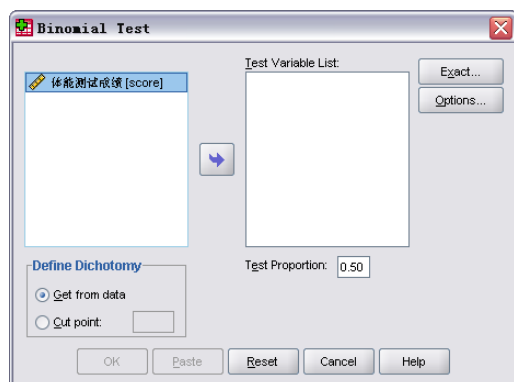 Binomial Test
体能测试成绩 [score]
Test Variable List:
Exact...
Options...
Define Dichotomy
Get from data
Cut point:
Test Proportion: 0.50
OK Paste Reset Cancel Help